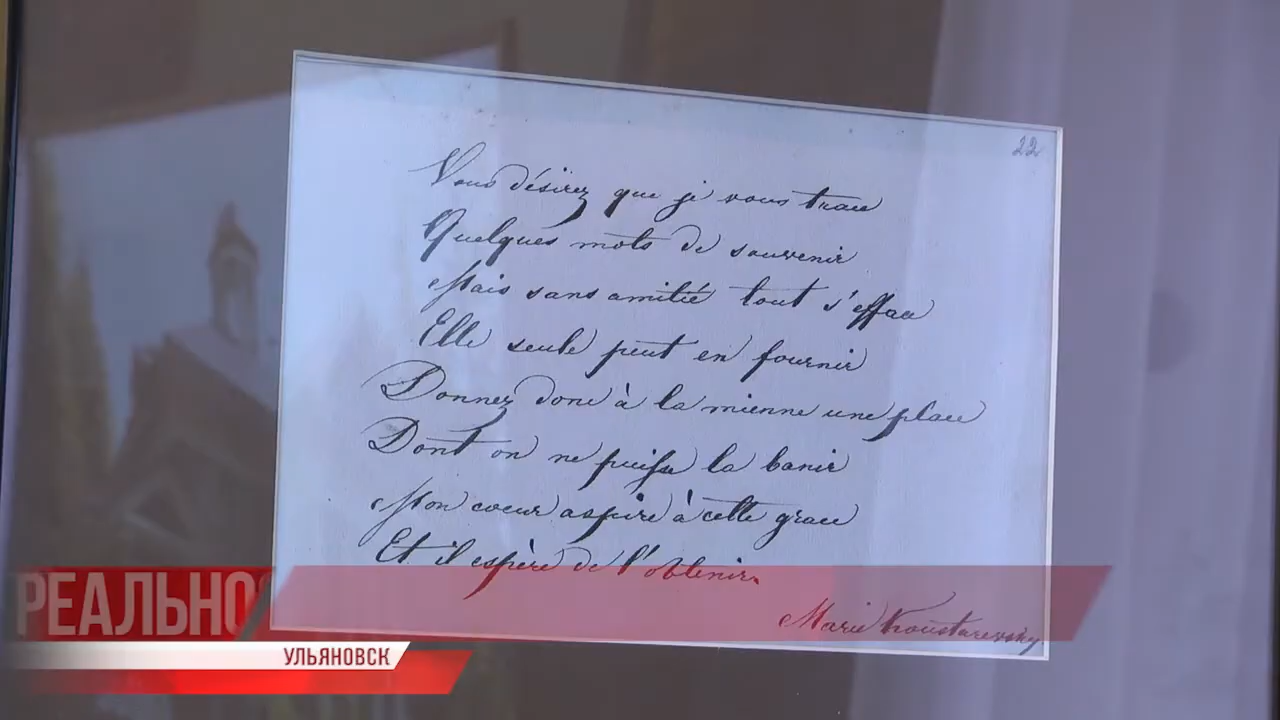 22
Vous désirez que je vous trace
Quelques mots de souvenir
Mais sans amitié tout s'efface
Elle seule peut en fournir
Donnez donc à la mienne une place
Dont on ne puisse la banir
Mon coeur aspire à cette grace
Et il espère de l'obtenir.
Marie Koustarevsky
РЕАЛЬНО
УЛЬЯНОВСК